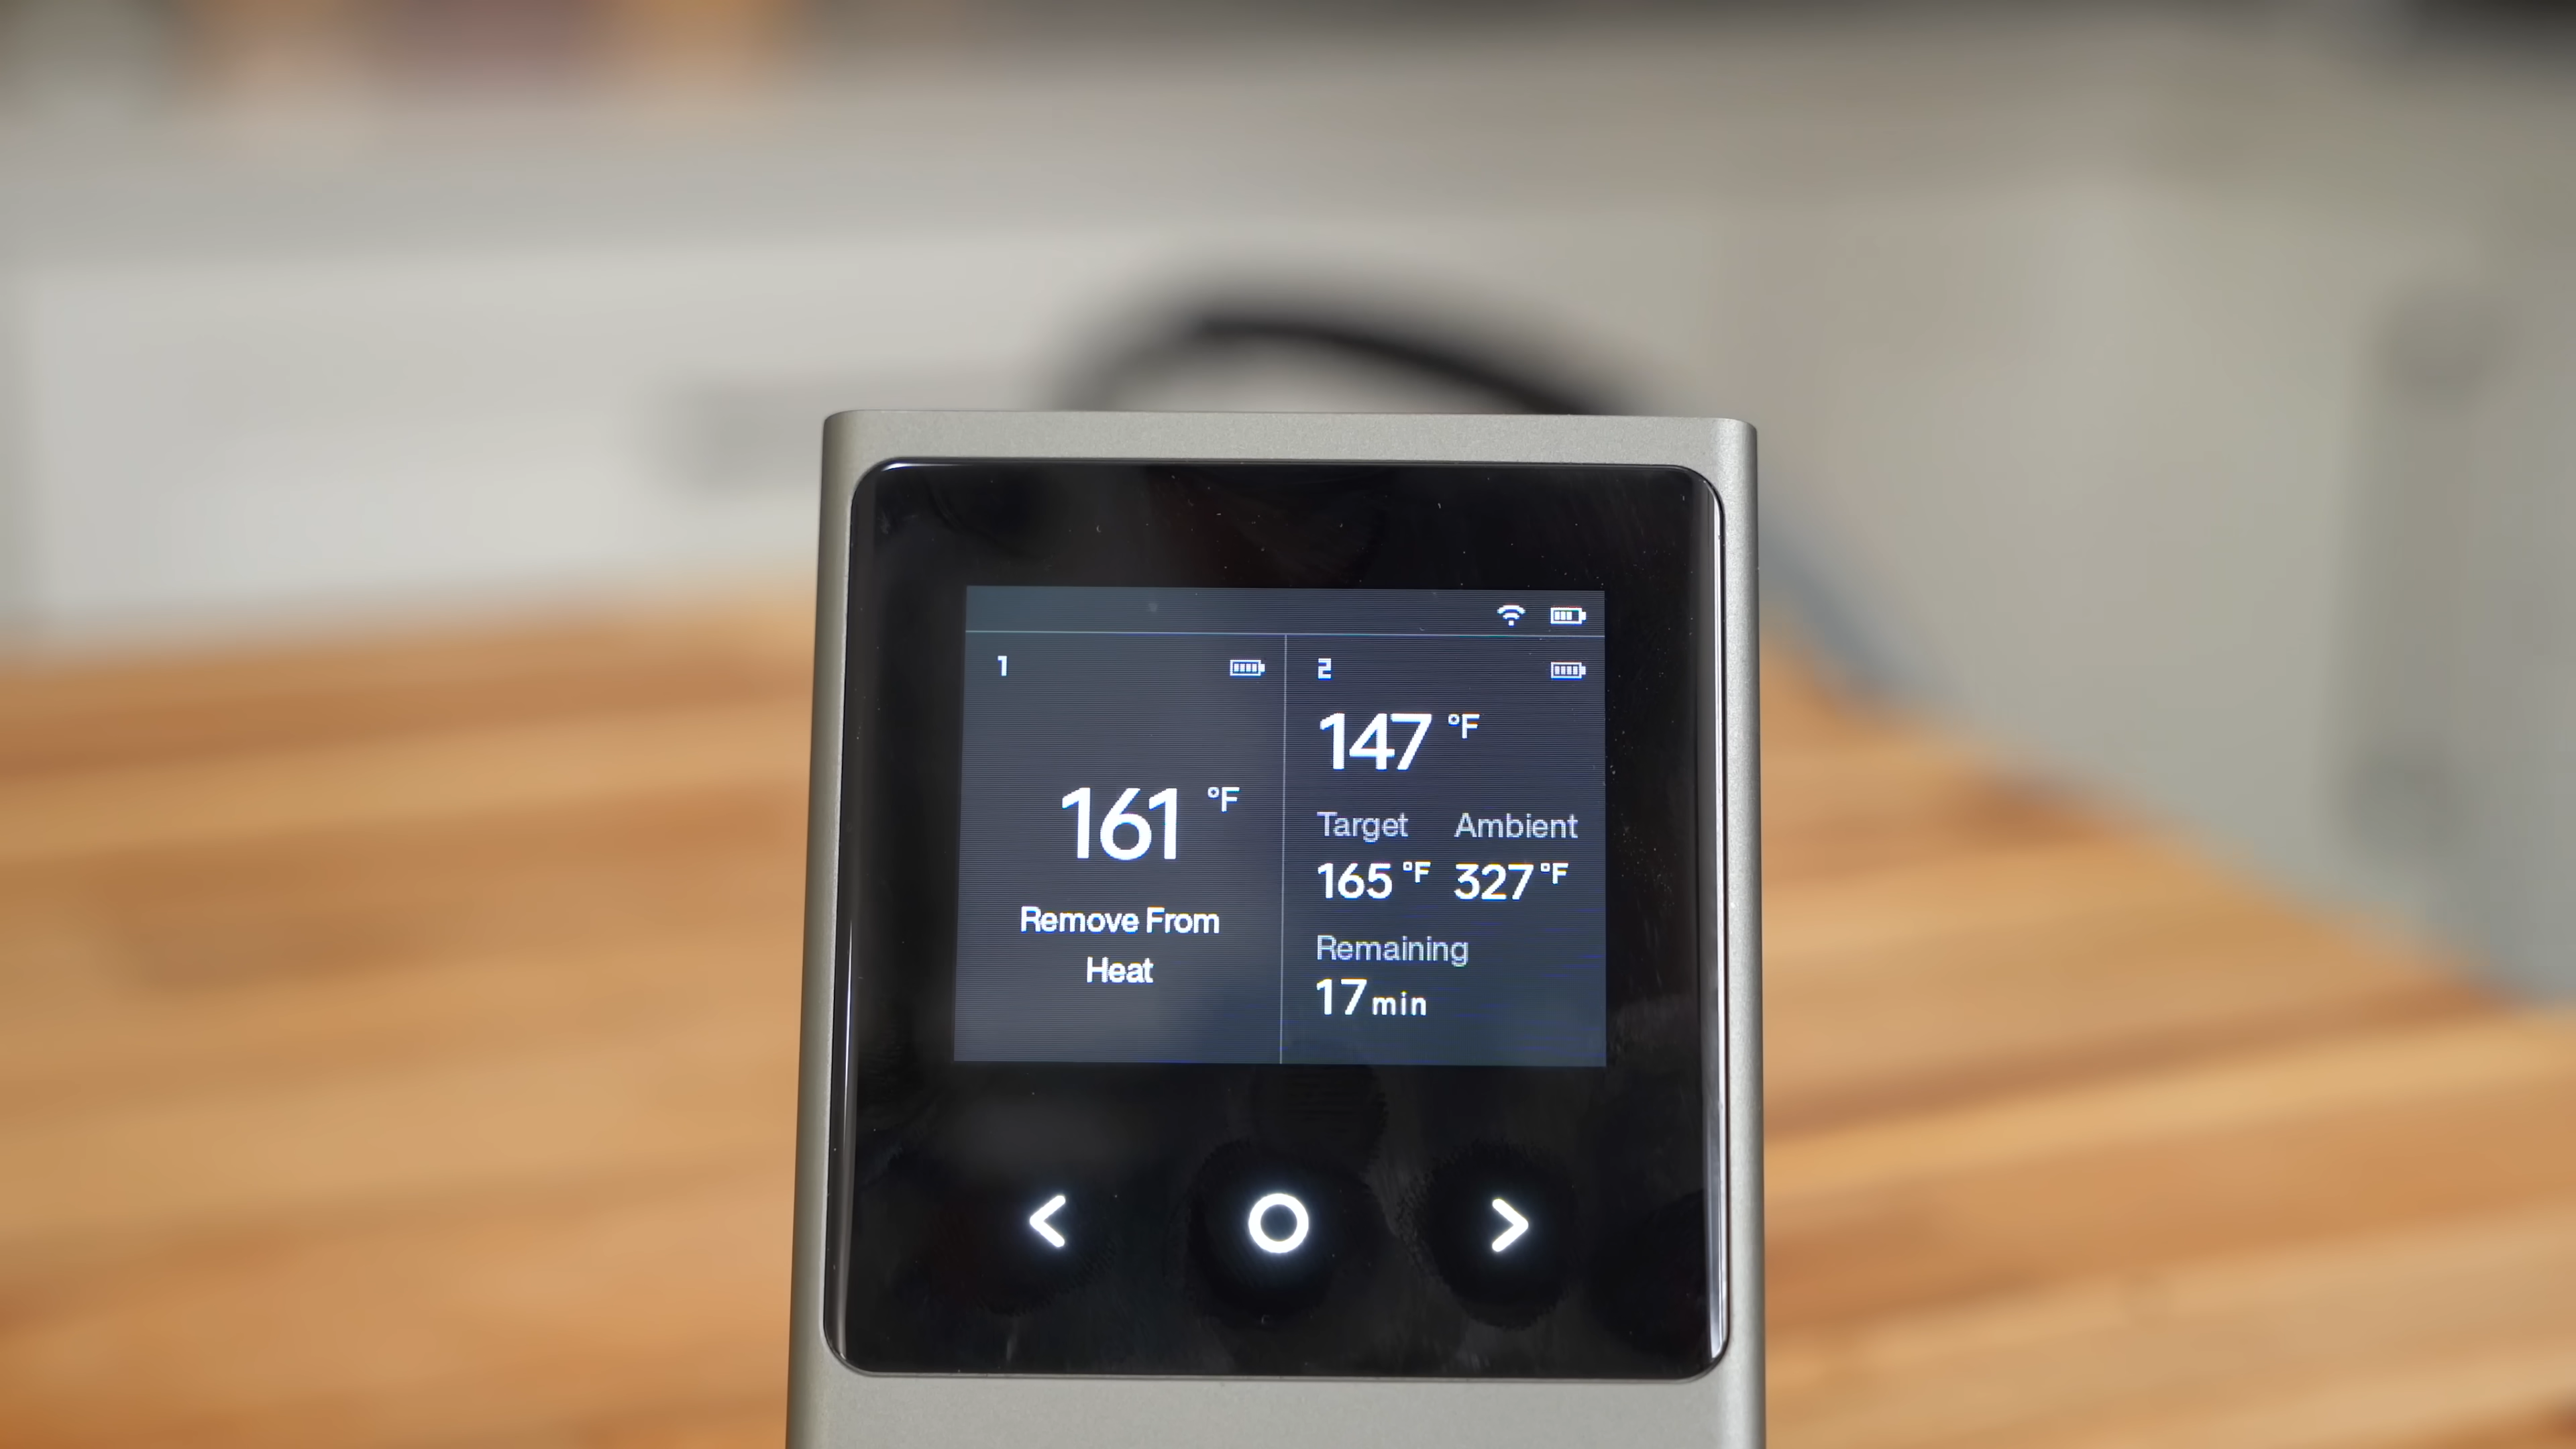 1
161 °F
Remove From
Heat
2
147 °F
Target Ambient
165 °F 327 °F
Remaining
17 min